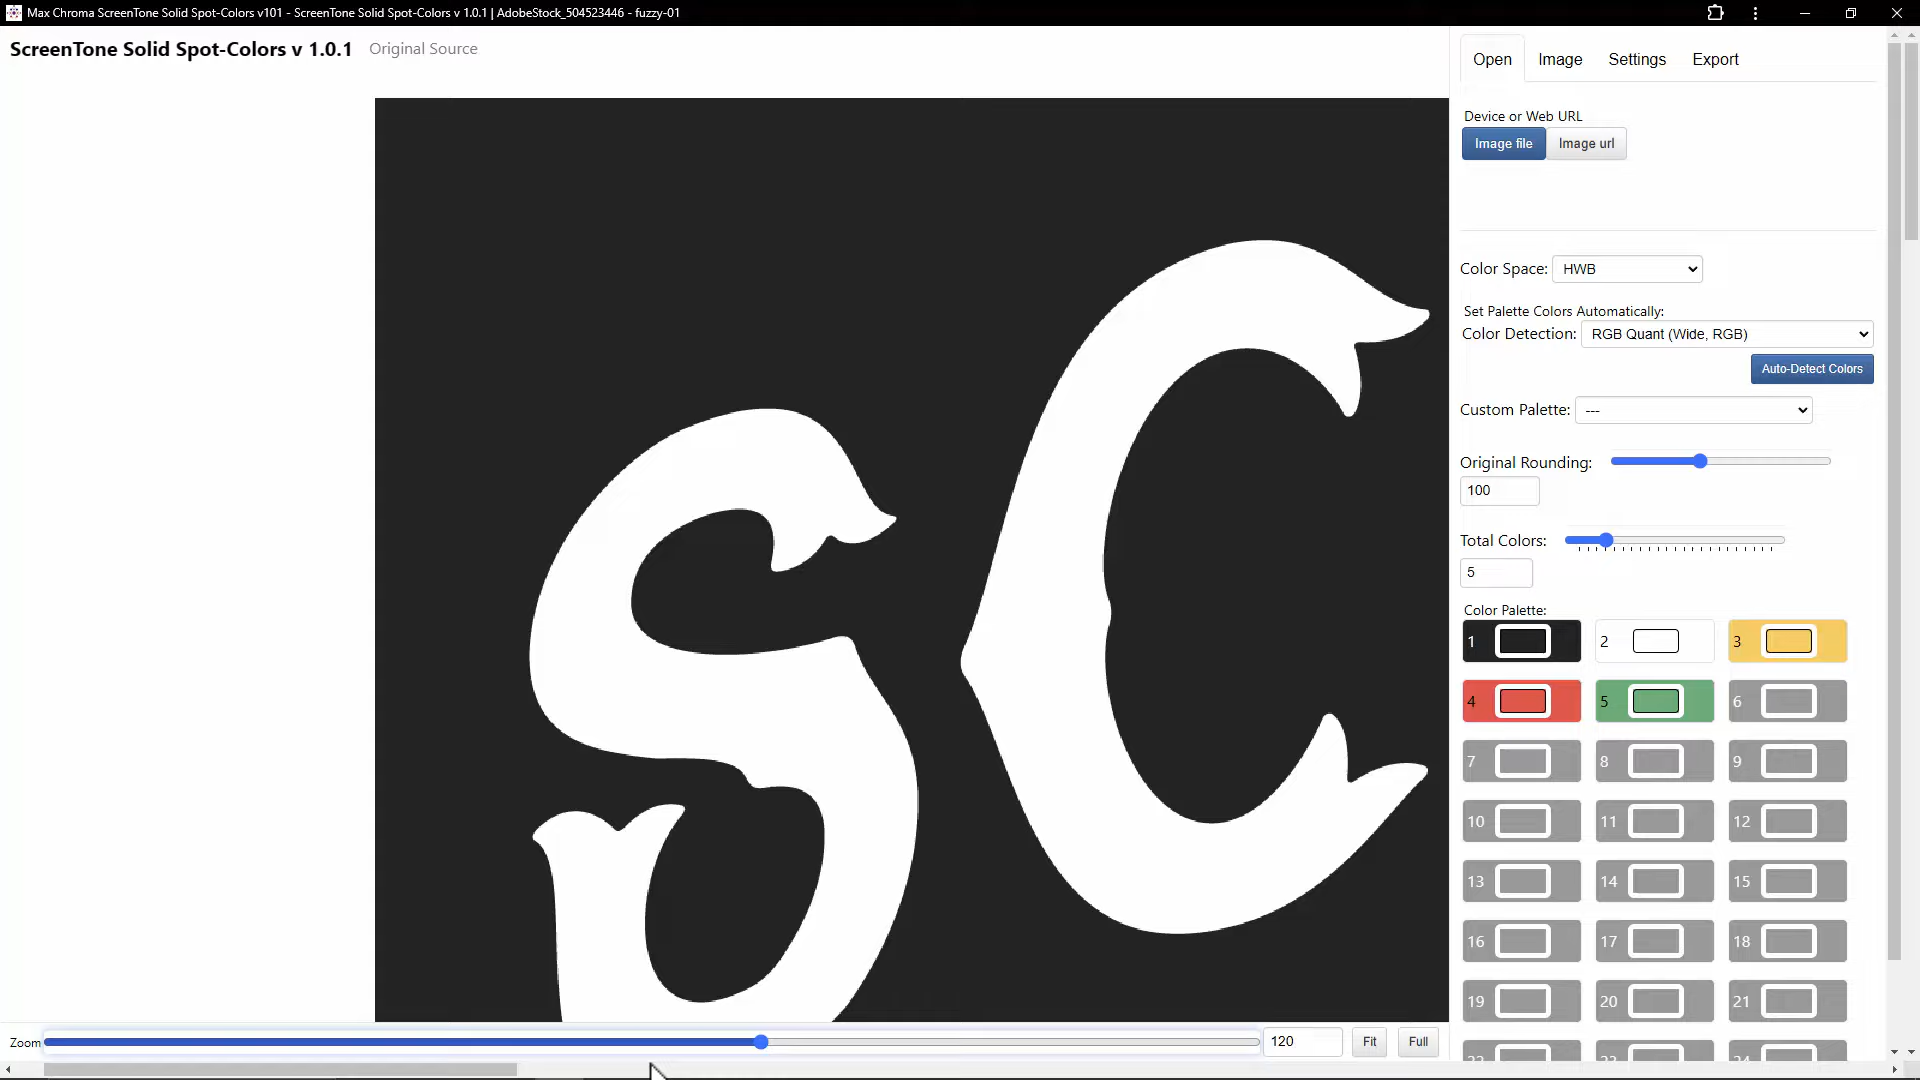 Max Chroma ScreenTone Solid Spot-Colors v101 - ScreenTone Solid Spot-Colors v 1.0.1 | AdobeStock_504523446 - fuzzy-01
ScreenTone Solid Spot-Colors v 1.0.1 Original Source
Open Image Settings Export
Device or Web URL
Image file Image url
Color Space: HWB
Set Palette Colors Automatically:
Color Detection: RGB Quant (Wide, RGB)
Auto-Detect Colors
Custom Palette: ---
Original Rounding:
100
Total Colors:
5
Color Palette:
1 2 3
4 5 6
7 8 9
10 11 12
13 14 15
16 17 18
19 20 21
22 23 24
SC
Zoom 120 Fit Full